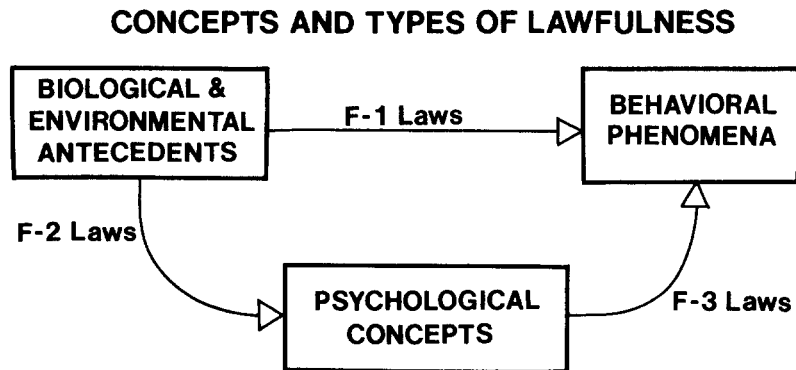 CONCEPTS AND TYPES OF LAWFULNESS
BIOLOGICAL &
ENVIRONMENTAL
ANTECEDENTS
F-1 Laws
BEHAVIORAL
PHENOMENA
F-2 Laws
PSYCHOLOGICAL
CONCEPTS
F-3 Laws